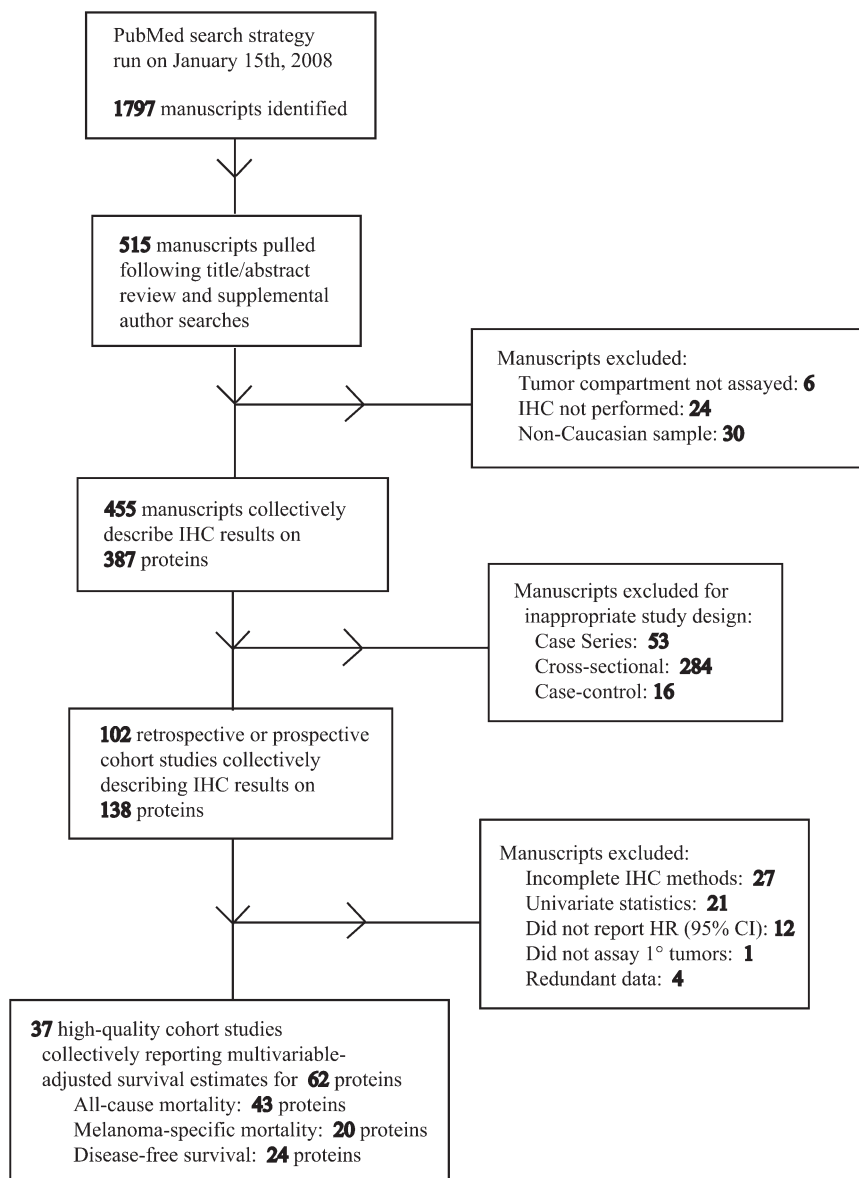 PubMed search strategy
run on January 15th, 2008
1797 manuscripts identified
515 manuscripts pulled
following title/abstract
review and supplemental
author searches
Manuscripts excluded:
Tumor compartment not assayed: 6
IHC not performed: 24
Non-Caucasian sample: 30
455 manuscripts collectively
describe IHC results on
387 proteins
Manuscripts excluded for
inappropriate study design:
Case Series: 53
Cross-sectional: 284
Case-control: 16
102 retrospective or prospective
cohort studies collectively
describing IHC results on
138 proteins
Manuscripts excluded:
Incomplete IHC methods: 27
Univariate statistics: 21
Did not report HR (95% CI): 12
Did not assay 1° tumors: 1
Redundant data: 4
37 high-quality cohort studies
collectively reporting multivariable-
adjusted survival estimates for 62 proteins
All-cause mortality: 43 proteins
Melanoma-specific mortality: 20 proteins
Disease-free survival: 24 proteins